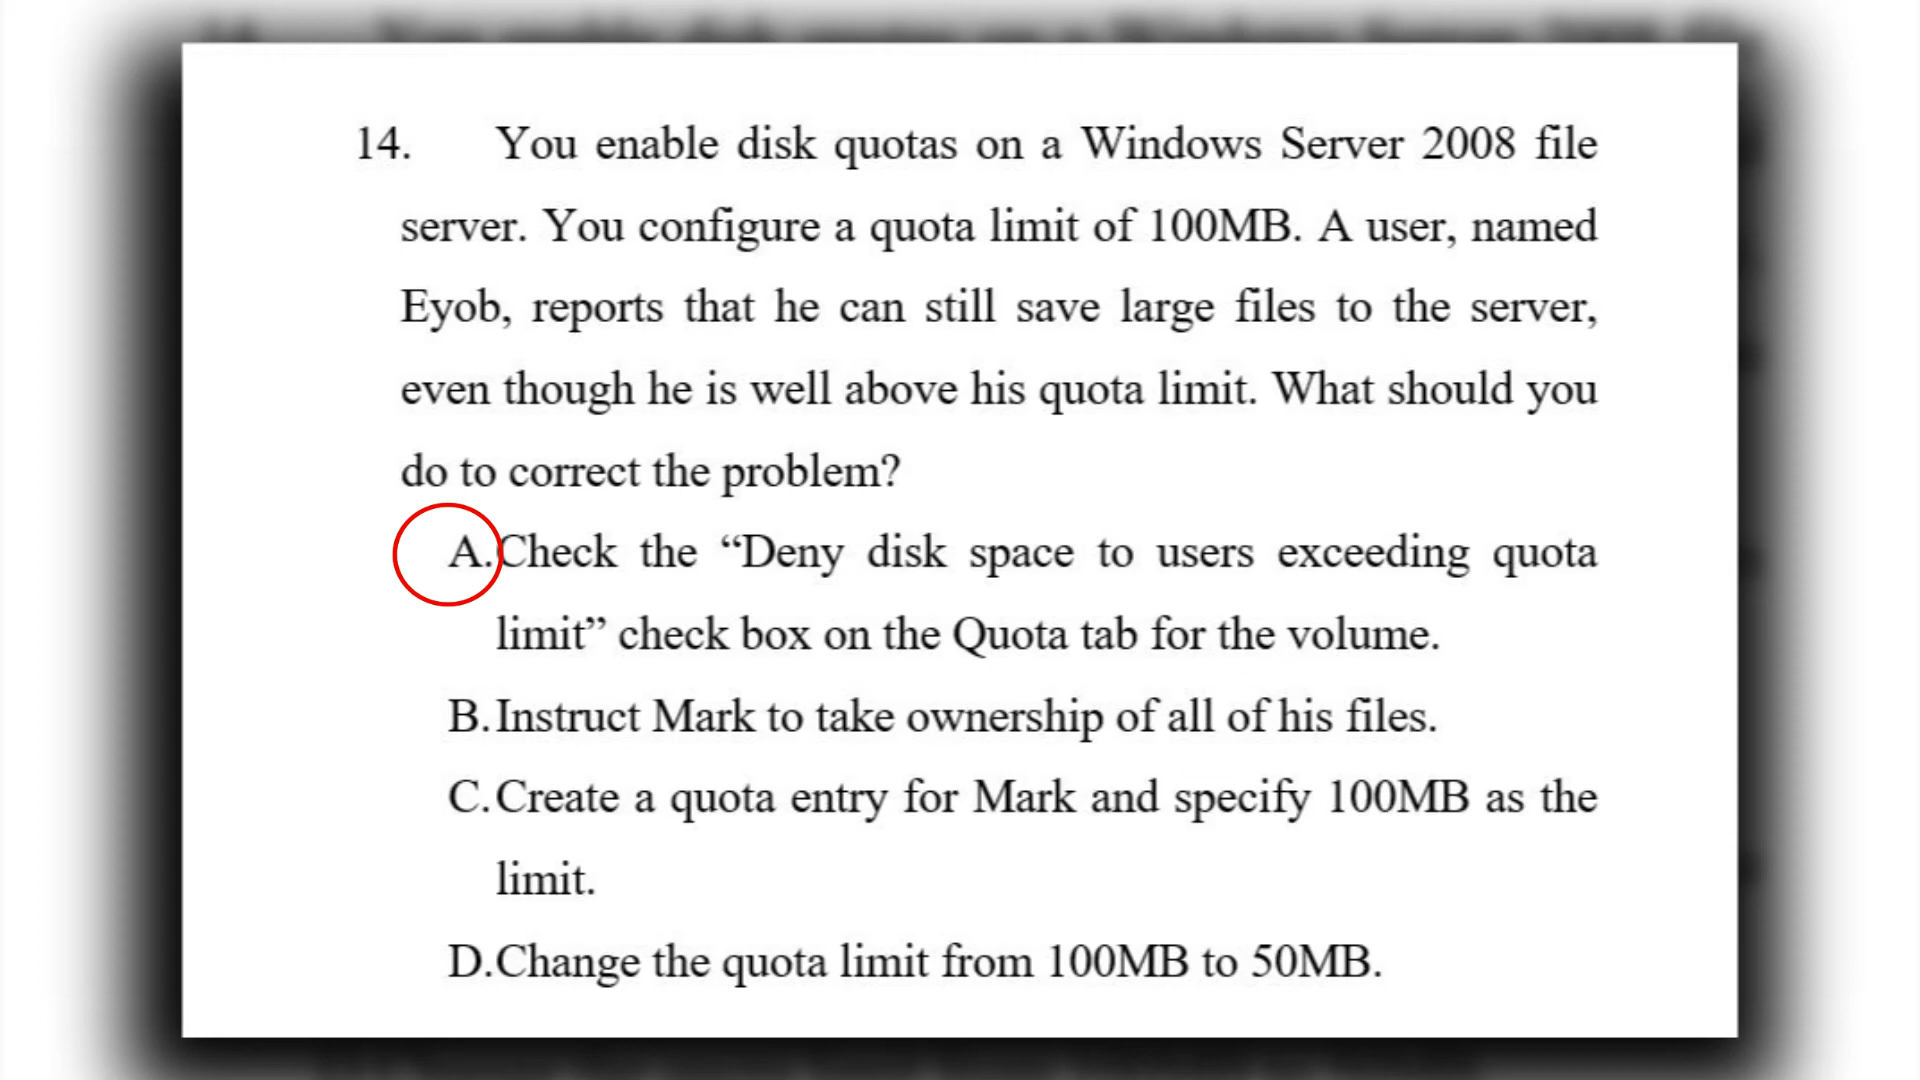 14. You enable disk quotas on a Windows Server 2008 file
server. You configure a quota limit of 100MB. A user, named
Eyob, reports that he can still save large files to the server,
even though he is well above his quota limit. What should you
do to correct the problem?
A. Check the “Deny disk space to users exceeding quota
limit” check box on the Quota tab for the volume.
B. Instruct Mark to take ownership of all of his files.
C. Create a quota entry for Mark and specify 100MB as the
limit.
D. Change the quota limit from 100MB to 50MB.